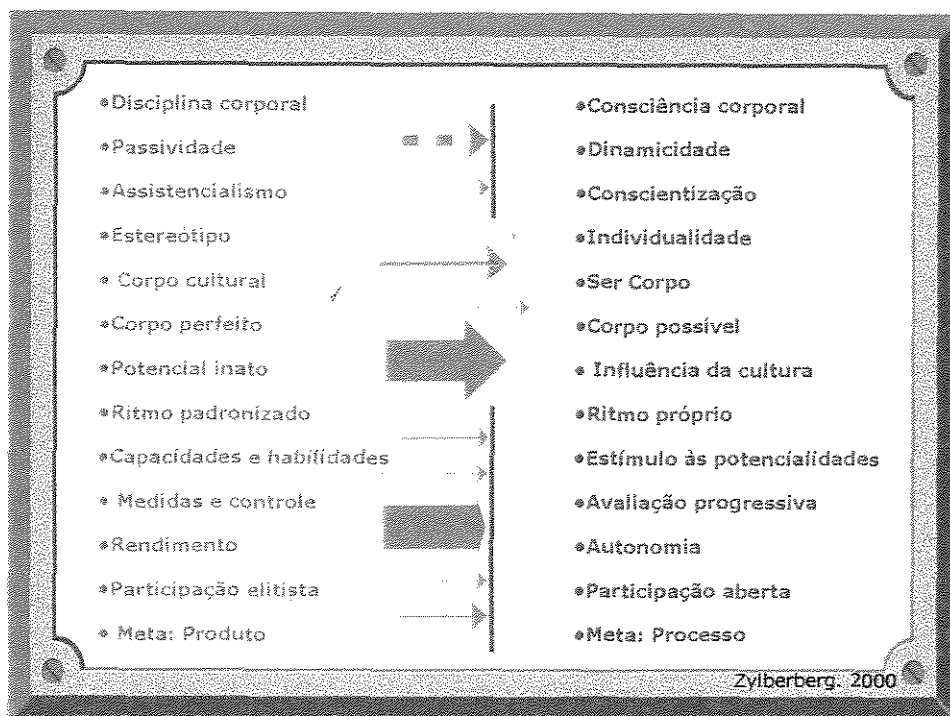 •Disciplina corporal
•Passividade
•Assistencialismo
•Estereótipo
• Corpo cultural
•Corpo perfeito
•Potencial inato
•Ritmo padronizado
•Capacidades e habilidades
• Medidas e controle
•Rendimento
•Participação elitista
• Meta: Produto
•Consciência corporal
•Dinamicidade
•Conscientização
•Individualidade
•Ser Corpo
•Corpo possível
• Influência da cultura
•Ritmo próprio
•Estímulo às potencialidades
•Avaliação progressiva
•Autonomia
•Participação aberta
•Meta: Processo
Zylberberg. 2000